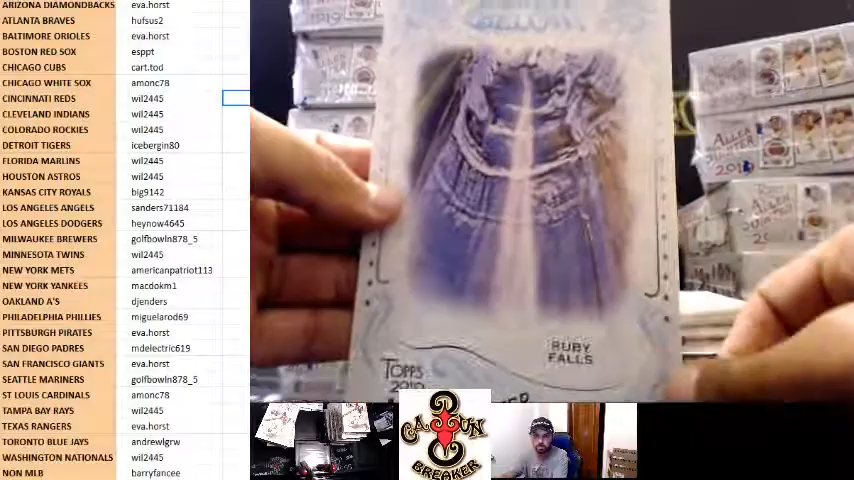 ARIZONA DIAMONDBACKS eva.horst
ATLANTA BRAVES hufsus2
BALTIMORE ORIOLES eva.horst
BOSTON RED SOX esppt
CHICAGO CUBS cart.tod
CHICAGO WHITE SOX amonc78
CINCINNATI REDS wil2445
CLEVELAND INDIANS wil2445
COLORADO ROCKIES wil2445
DETROIT TIGERS icebergin80
FLORIDA MARLINS wil2445
HOUSTON ASTROS wil2445
KANSAS CITY ROYALS big9142
LOS ANGELES ANGELS sanders71184
LOS ANGELES DODGERS heynow4645
MILWAUKEE BREWERS golfbowln878_5
MINNESOTA TWINS wil2445
NEW YORK METS americanpatriot113
NEW YORK YANKEES macdokm1
OAKLAND A'S djenders
PHILADELPHIA PHILLIES miguelarod69
PITTSBURGH PIRATES eva.horst
SAN DIEGO PADRES mdelectric619
SAN FRANCISCO GIANTS eva.horst
SEATTLE MARINERS golfbowln878_5
ST LOUIS CARDINALS amonc78
TAMPA BAY RAYS wil2445
TEXAS RANGERS eva.horst
TORONTO BLUE JAYS andrewlgrw
WASHINGTON NATIONALS wil2445
NON MLB barryfancee
RUBY
FALLS
TOPPS
2019
CAJUN
BREAKER
ALLEN
GINTER
2019